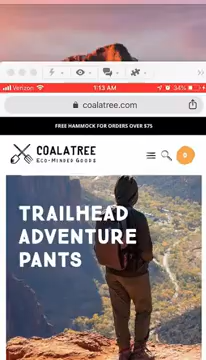 Verizon 1:13 AM 34%
coalatree.com
FREE HAMMOCK FOR ORDERS OVER $75
COALATREE
ECO-MINDED GOODS
0
TRAILHEAD
ADVENTURE
PANTS